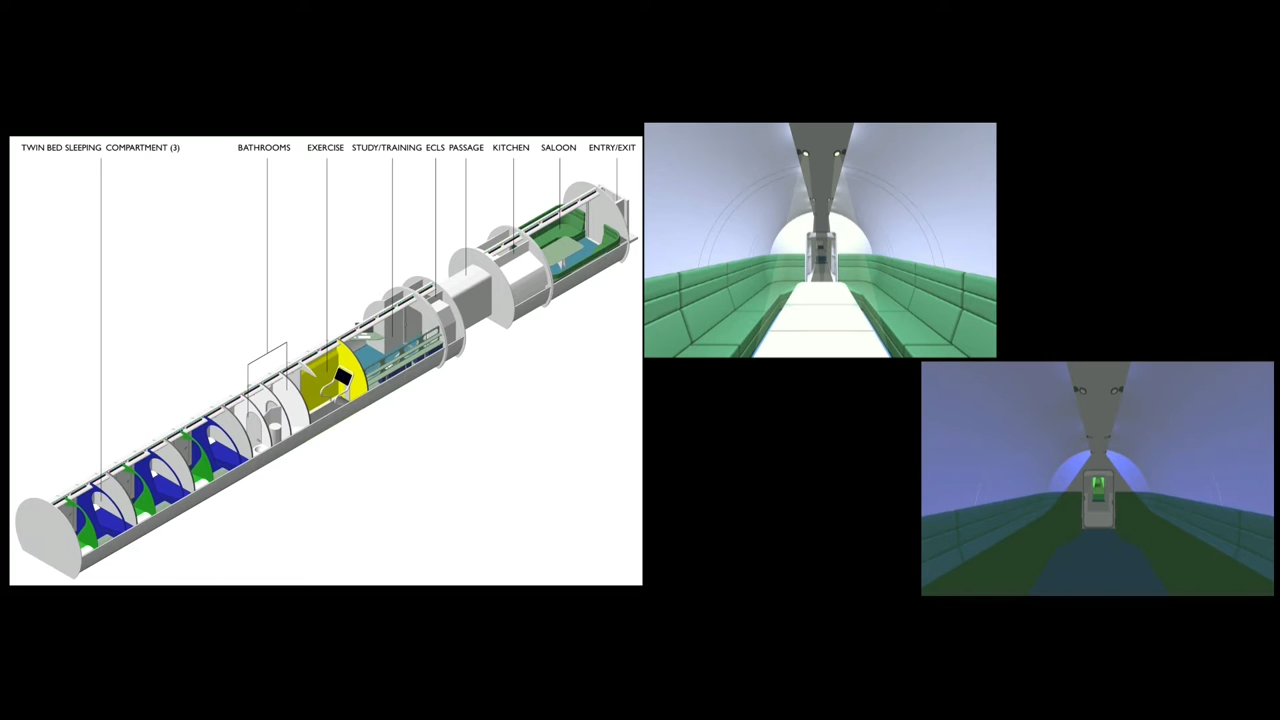 TWIN BED SLEEPING COMPARTMENT (3) BATHROOMS EXERCISE STUDY/TRAINING ECLS PASSAGE KITCHEN SALOON ENTRY/EXIT